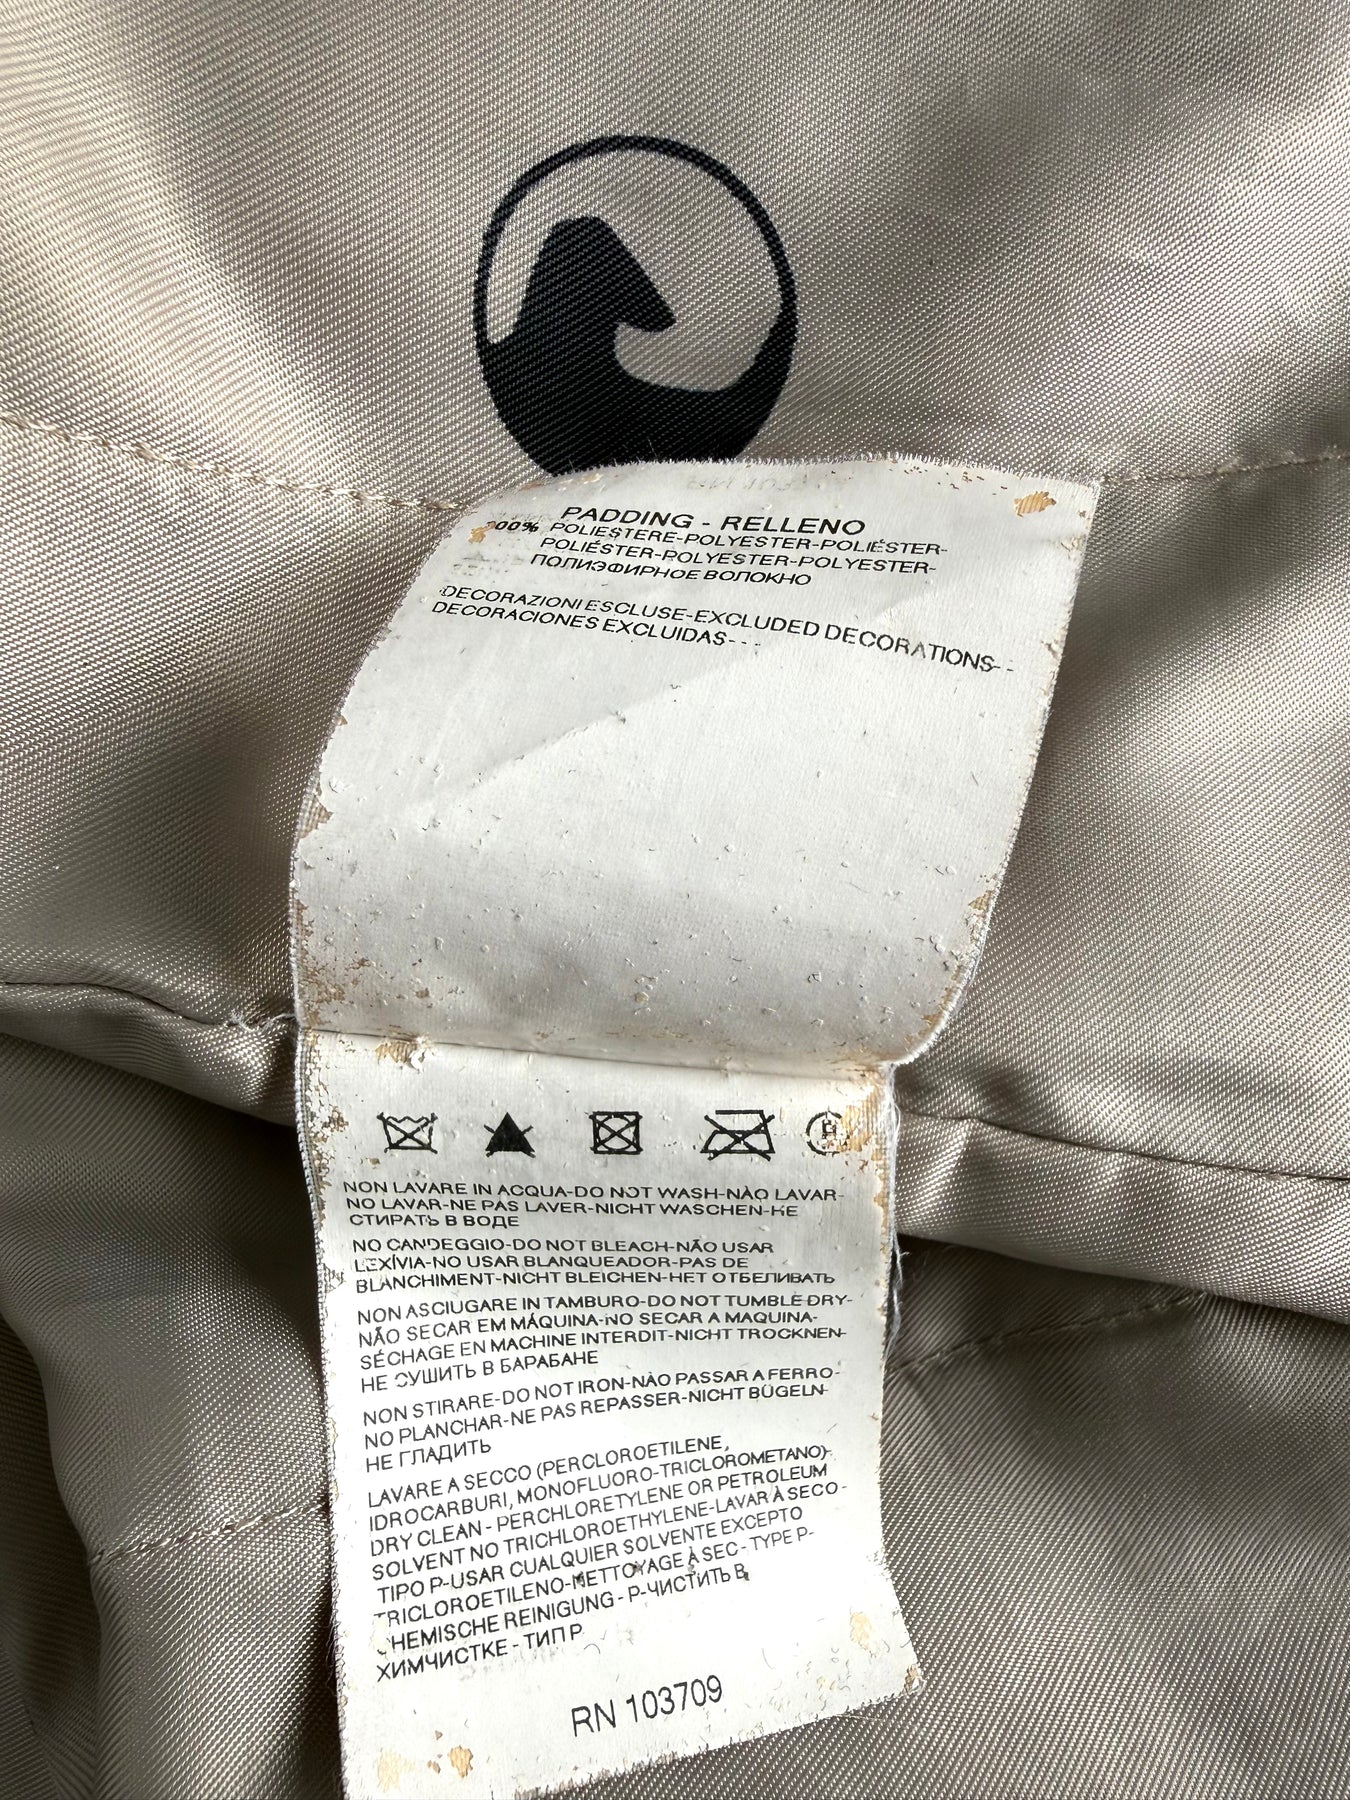 PADDING - RELLENO
100% POLIESTERE-POLYESTER-POLIÉSTER-
POLIÉSTER-POLYESTER-POLYESTER-
ПОЛИЭФИРНОЕ ВОЛОКНО
DECORAZIONI ESCLUSE-EXCLUDED DECORATIONS--
DECORACIONES EXCLUIDAS---
NON LAVARE IN ACQUA-DO NOT WASH-NÀO LAVAR-
NO LAVAR-NE PAS LAVER-NICHT WASCHEN-НЕ
СТИРАТЬ В ВОДЕ
NO CANDEGGIO-DO NOT BLEACH-NÃO USAR
LEXÍVIA-NO USAR BLANQUEADOR-PAS DE
BLANCHIMENT-NICHT BLEICHEN-НЕТ ОТБЕЛИВАТЬ
NON ASCIUGARE IN TAMBURO-DO NOT TUMBLE DRY-
NÃO SECAR EM MÁQUINA-NO SECAR A MAQUINA-
SÉCHAGE EN MACHINE INTERDIT-NICHT TROCKNEN-
НЕ СУШИТЬ В БАРАБАНЕ
NON STIRARE-DO NOT IRON-NÀO PASSAR A FERRO-
NO PLANCHAR-NE PAS REPASSER-NICHT BÜGELN-
НЕ ГЛАДИТЬ
LAVARE A SECCO (PERCLOROETILENE,
IDROCARBURI, MONOFLUORO-TRICLOROMETANO)-
DRY CLEAN - PERCHLORETYLENE OR PETROLEUM
SOLVENT NO TRICHLOROETHYLENE-LAVAR À SECO -
TIPO P-USAR CUALQUIER SOLVENTE EXCEPTO
TRICLOROETILENO-NETTOYAGE À SEC - TYPE P-
CHEMISCHE REINIGUNG - P-ЧИСТИТЬ В
ХИМЧИСТКЕ - ТИП P
RN 103709